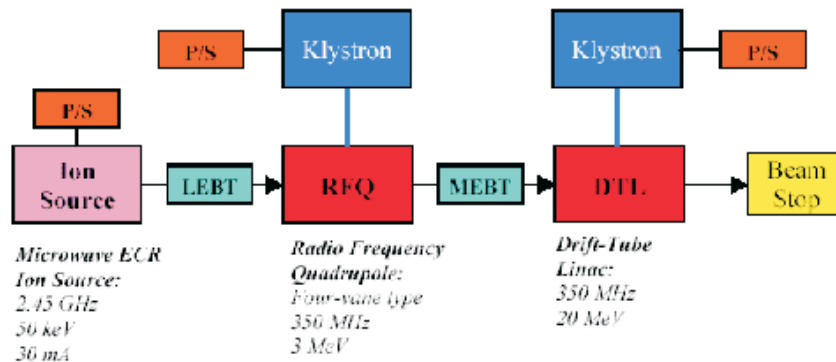 P/S
Klystron
Klystron
P/S
P/S
Ion
Source
LEBT
RFQ
MEBT
DTL
Beam
Stop
Microwave ECR
Ion Source:
2.45 GHz
50 keV
30 mA
Radio Frequency
Quadrupole:
Four-vane type
350 MHz
3 MeV
Drift-Tube
Linac:
350 MHz
20 MeV